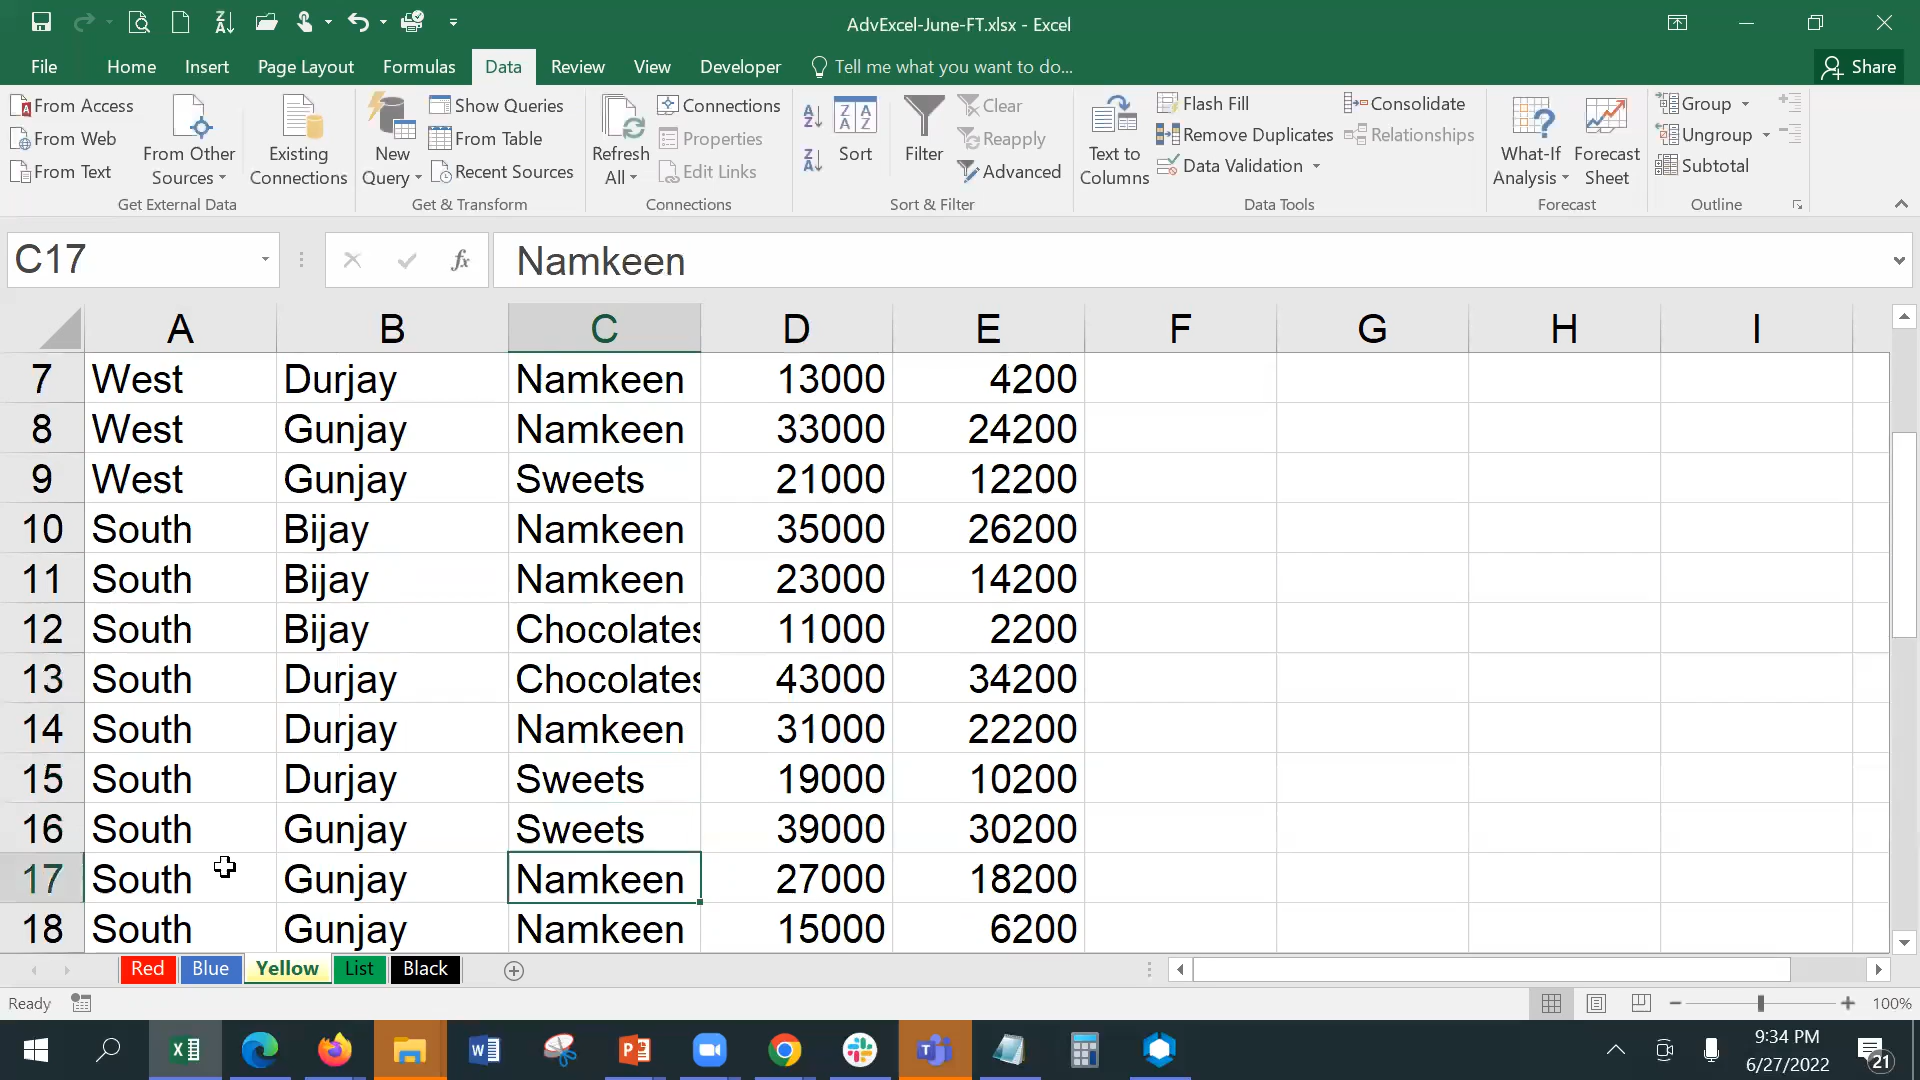 AdvExcel-June-FT.xlsx - Excel
File Home Insert Page Layout Formulas Data Review View Developer Tell me what you want to do... Share
From Access
From Web
From Text
From Other Sources
Existing Connections
Get External Data
New Query
Show Queries
From Table
Recent Sources
Get & Transform
Refresh All
Connections
Properties
Edit Links
Connections
Sort
Filter
Clear
Reapply
Advanced
Sort & Filter
Text to Columns
Flash Fill
Remove Duplicates
Data Validation
Consolidate
Relationships
Data Tools
What-If Analysis
Forecast Sheet
Forecast
Group
Ungroup
Subtotal
Outline
C17 fx Namkeen
A B C D E F G H I
7 West Durjay Namkeen 13000 4200
8 West Gunjay Namkeen 33000 24200
9 West Gunjay Sweets 21000 12200
10 South Bijay Namkeen 35000 26200
11 South Bijay Namkeen 23000 14200
12 South Bijay Chocolates 11000 2200
13 South Durjay Chocolates 43000 34200
14 South Durjay Namkeen 31000 22200
15 South Durjay Sweets 19000 10200
16 South Gunjay Sweets 39000 30200
17 South Gunjay Namkeen 27000 18200
18 South Gunjay Namkeen 15000 6200
Red Blue Yellow List Black
Ready 100%
9:34 PM
6/27/2022
21